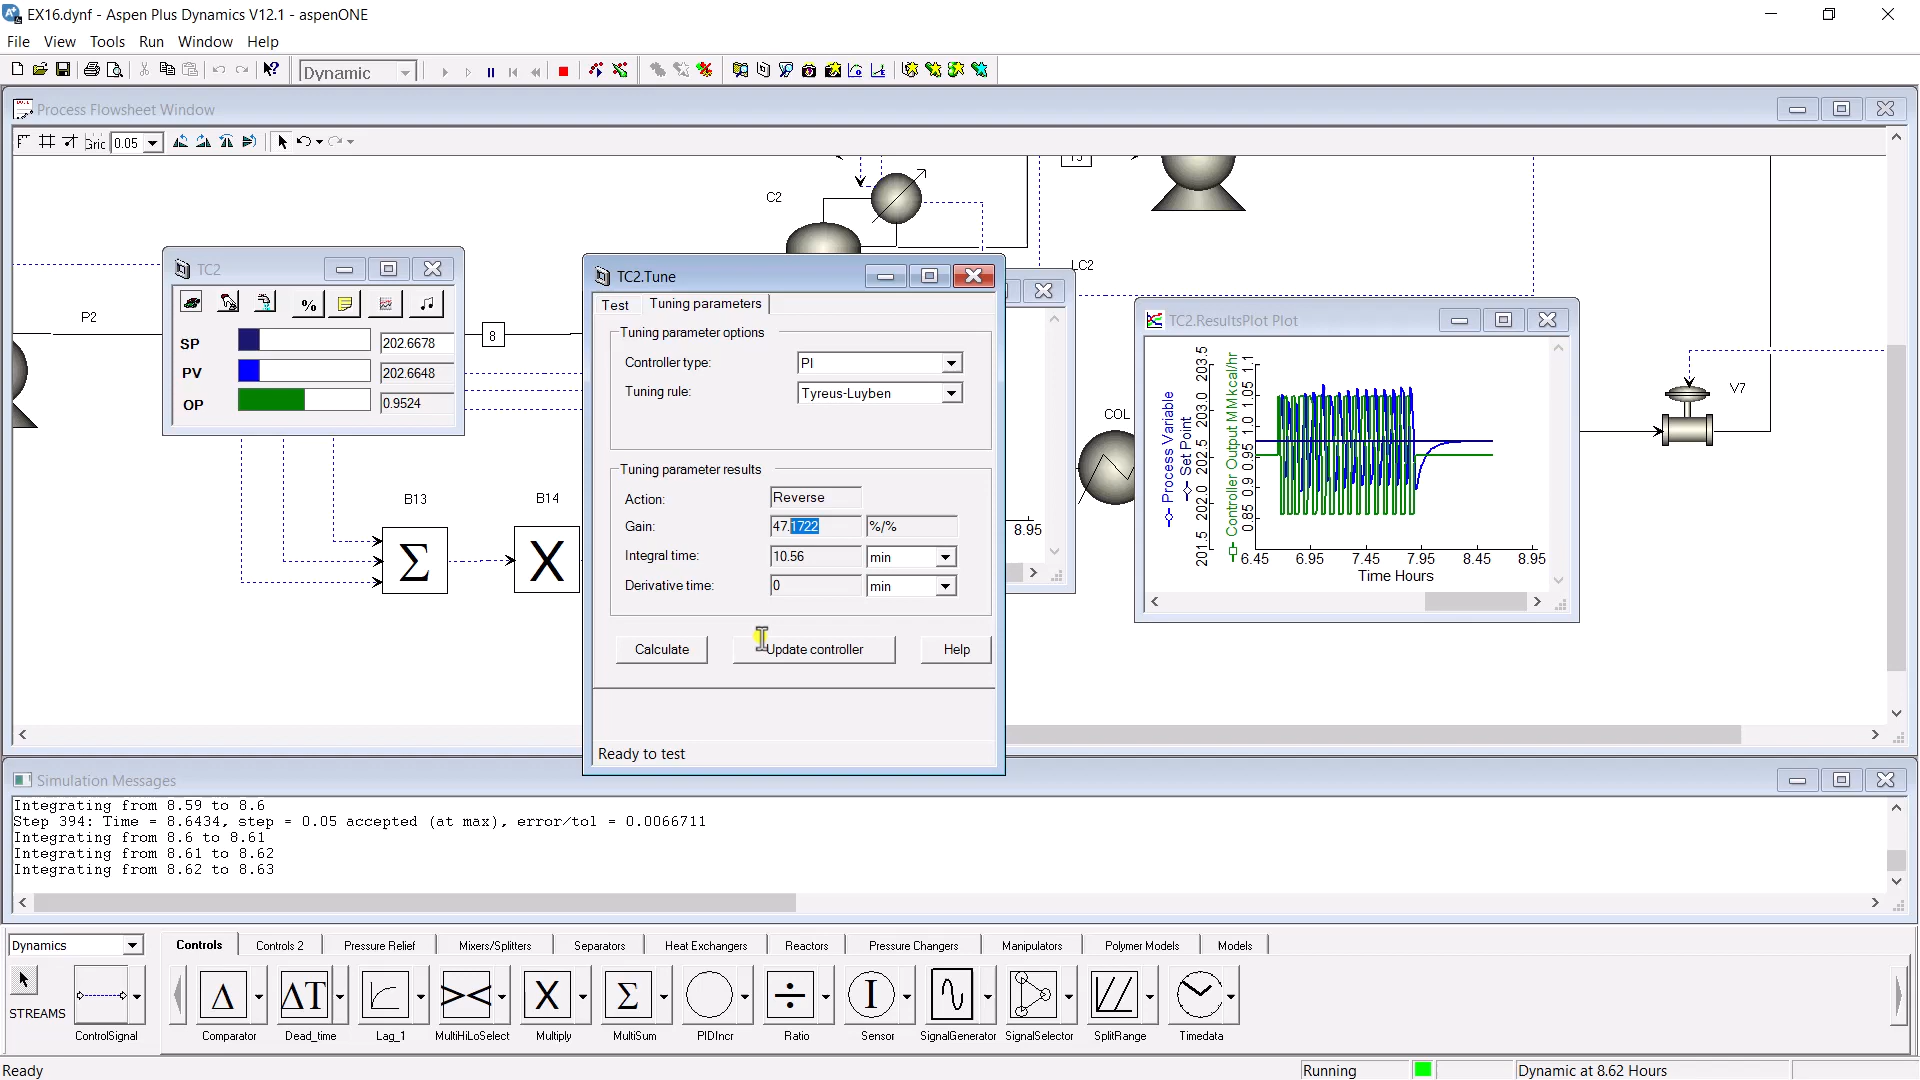 EX16.dynf - Aspen Plus Dynamics V12.1 - aspenONE
File View Tools Run Window Help
Dynamic
Process Flowsheet Window
Gric 0.05
C2
LC2
P2
8
TC2
%
SP 202.6678
PV 202.6648
OP 0.9524
B13
B14
Σ
X
TC2.Tune
Test Tuning parameters
Tuning parameter options
Controller type: PI
Tuning rule: Tyreus-Luyben
Tuning parameter results
Action: Reverse
Gain: 47.1722 %/%
Integral time: 10.56 min
Derivative time: 0 min
Calculate Update controller Help
Ready to test
COL
8.95
TC2.ResultsPlot Plot
Process Variable
Set Point
201.5 202.0 202.5 203.0 203.5
Controller Output MMkcal/hr
0.85 0.9 0.95 1.0 1.05 1.1
6.45 6.95 7.45 7.95 8.45 8.95
Time Hours
V7
Simulation Messages
Integrating from 8.59 to 8.6
Step 394: Time = 8.6434, step = 0.05 accepted (at max), error/tol = 0.0066711
Integrating from 8.6 to 8.61
Integrating from 8.61 to 8.62
Integrating from 8.62 to 8.63
Dynamics
Controls Controls 2 Pressure Relief Mixers/Splitters Separators Heat Exchangers Reactors Pressure Changers Manipulators Polymer Models Models
Δ ΔT X Σ ÷ I
STREAMS
ControlSignal Comparator Dead_time Lag_1 MultiHiLoSelect Multiply MultiSum PIDIncr Ratio Sensor SignalGenerator SignalSelector SplitRange Timedata
Ready Running Dynamic at 8.62 Hours